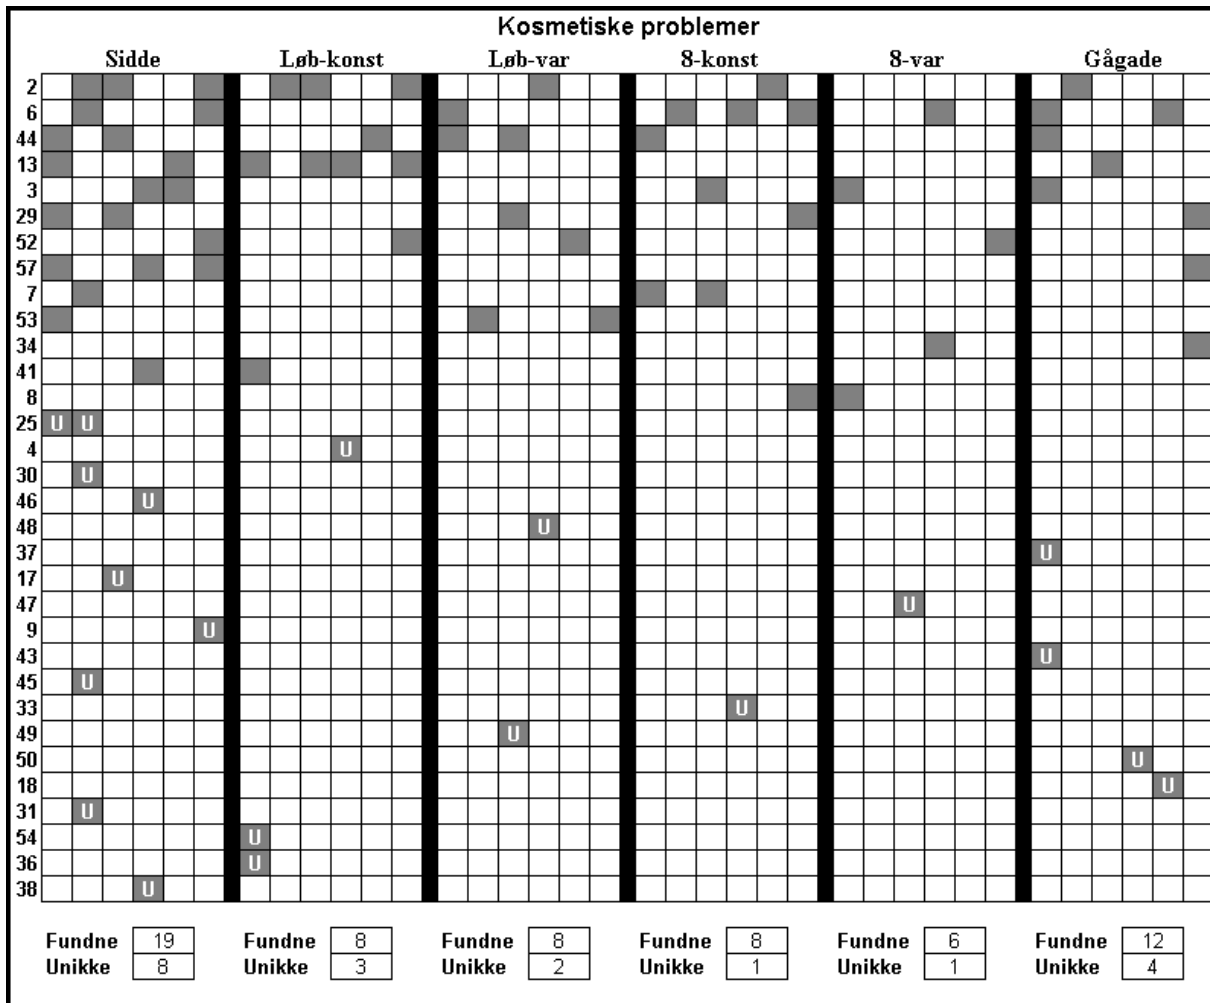 Kosmetiske problemer
Sidde Løb-konst Løb-var 8-konst 8-var Gågade
2
6
44
13
3
29
52
57
7
53
34
41
8
25 U U
4 U
30 U
46 U
48 U
37 U
17 U
47 U
9 U
43 U
45 U
33 U
49 U
50 U
18 U
31 U
54 U
36 U
38 U
Fundne 19 Fundne 8 Fundne 8 Fundne 8 Fundne 6 Fundne 12
Unikke 8 Unikke 3 Unikke 2 Unikke 1 Unikke 1 Unikke 4